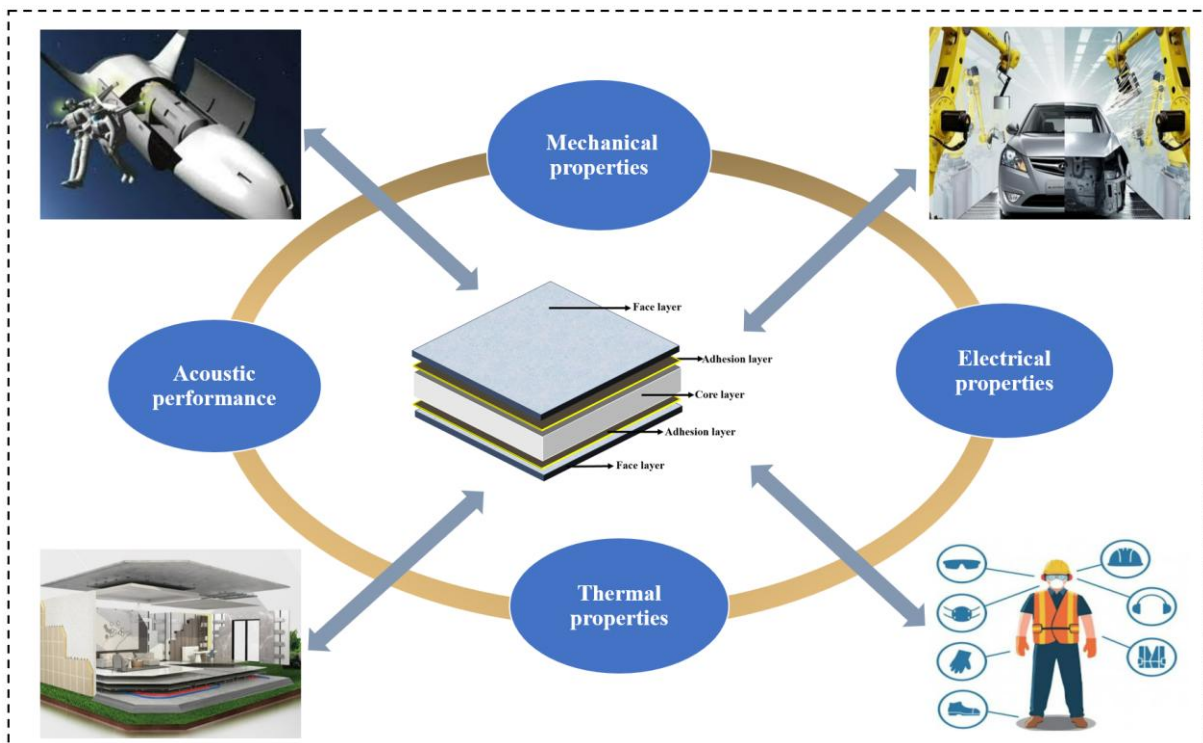 Mechanical
properties
Face layer
Adhesion layer
Acoustic
performance
Core layer
Electrical
properties
Adhesion layer
Face layer
Thermal
properties